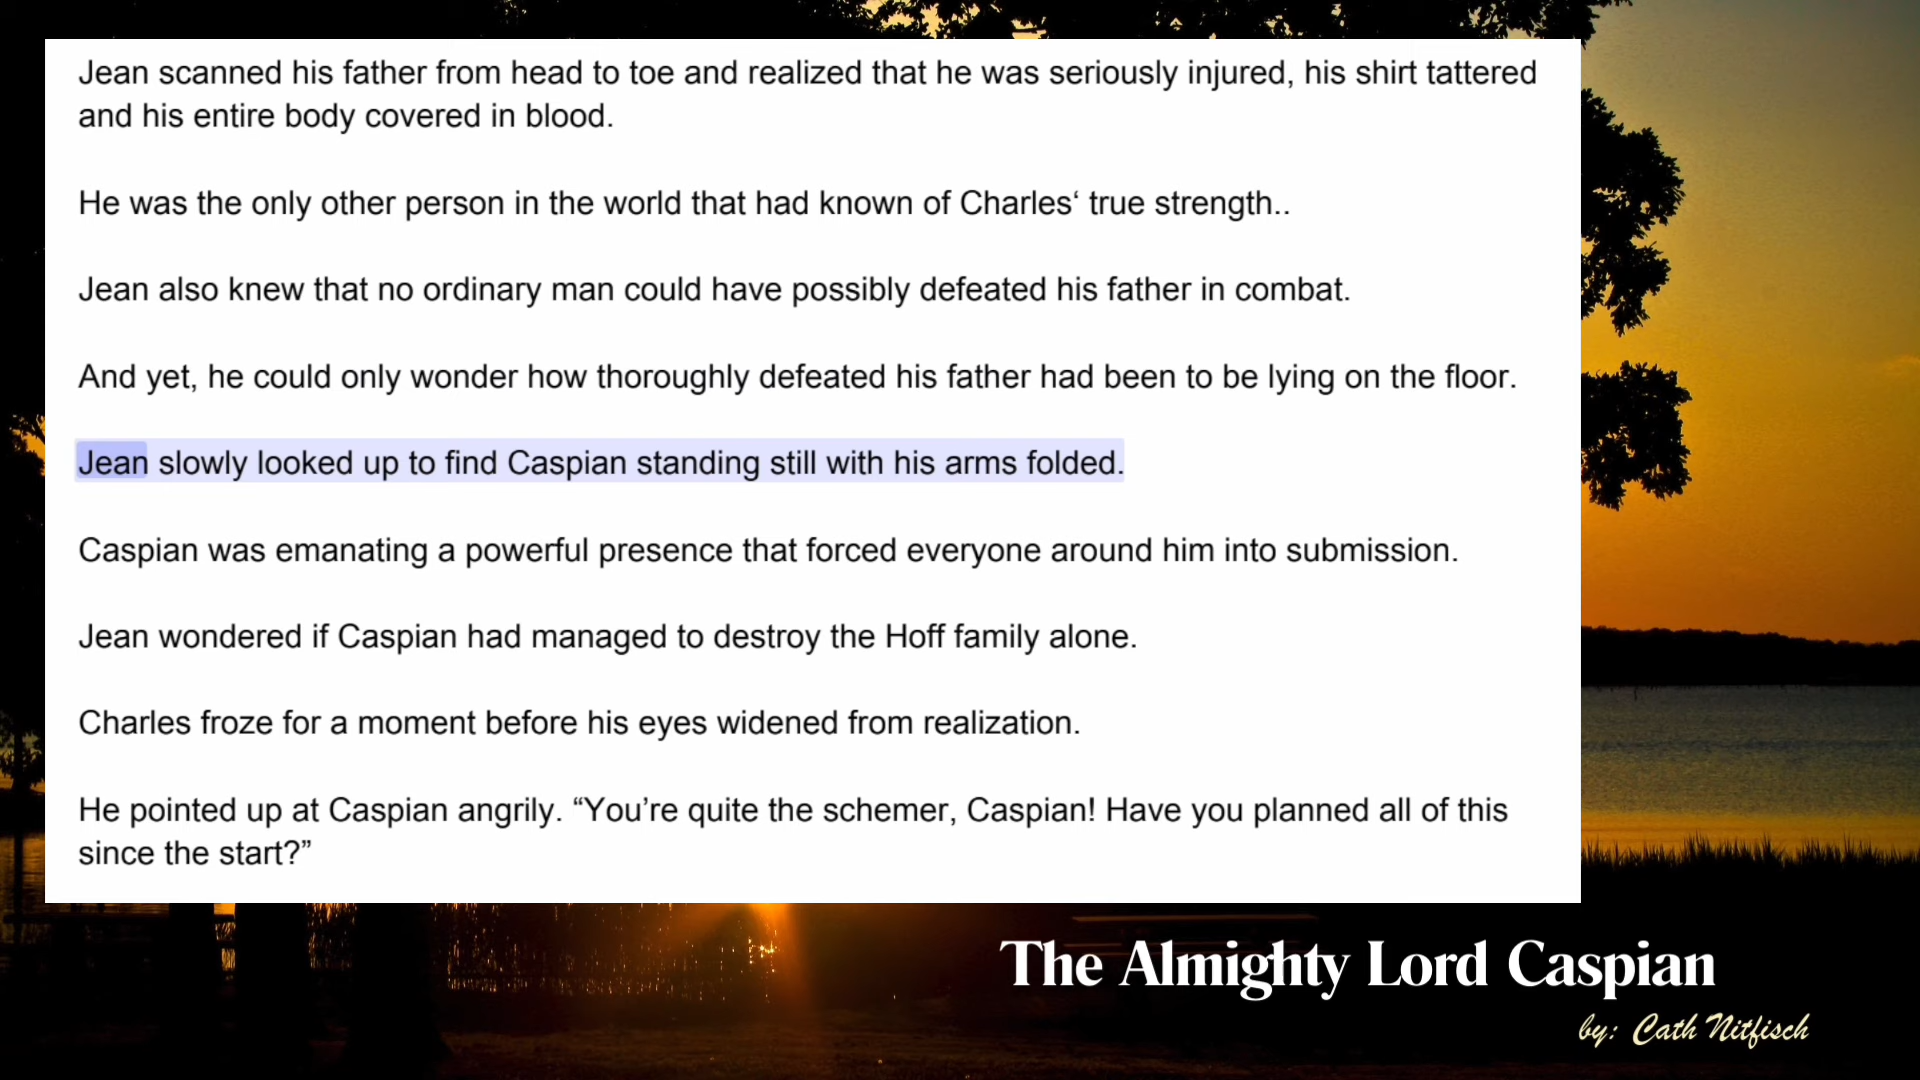 Jean scanned his father from head to toe and realized that he was seriously injured, his shirt tattered
and his entire body covered in blood.
He was the only other person in the world that had known of Charles‘ true strength..
Jean also knew that no ordinary man could have possibly defeated his father in combat.
And yet, he could only wonder how thoroughly defeated his father had been to be lying on the floor.
Jean slowly looked up to find Caspian standing still with his arms folded.
Caspian was emanating a powerful presence that forced everyone around him into submission.
Jean wondered if Caspian had managed to destroy the Hoff family alone.
Charles froze for a moment before his eyes widened from realization.
He pointed up at Caspian angrily. “You’re quite the schemer, Caspian! Have you planned all of this
since the start?”
The Almighty Lord Caspian
by: Cath Nitfisch